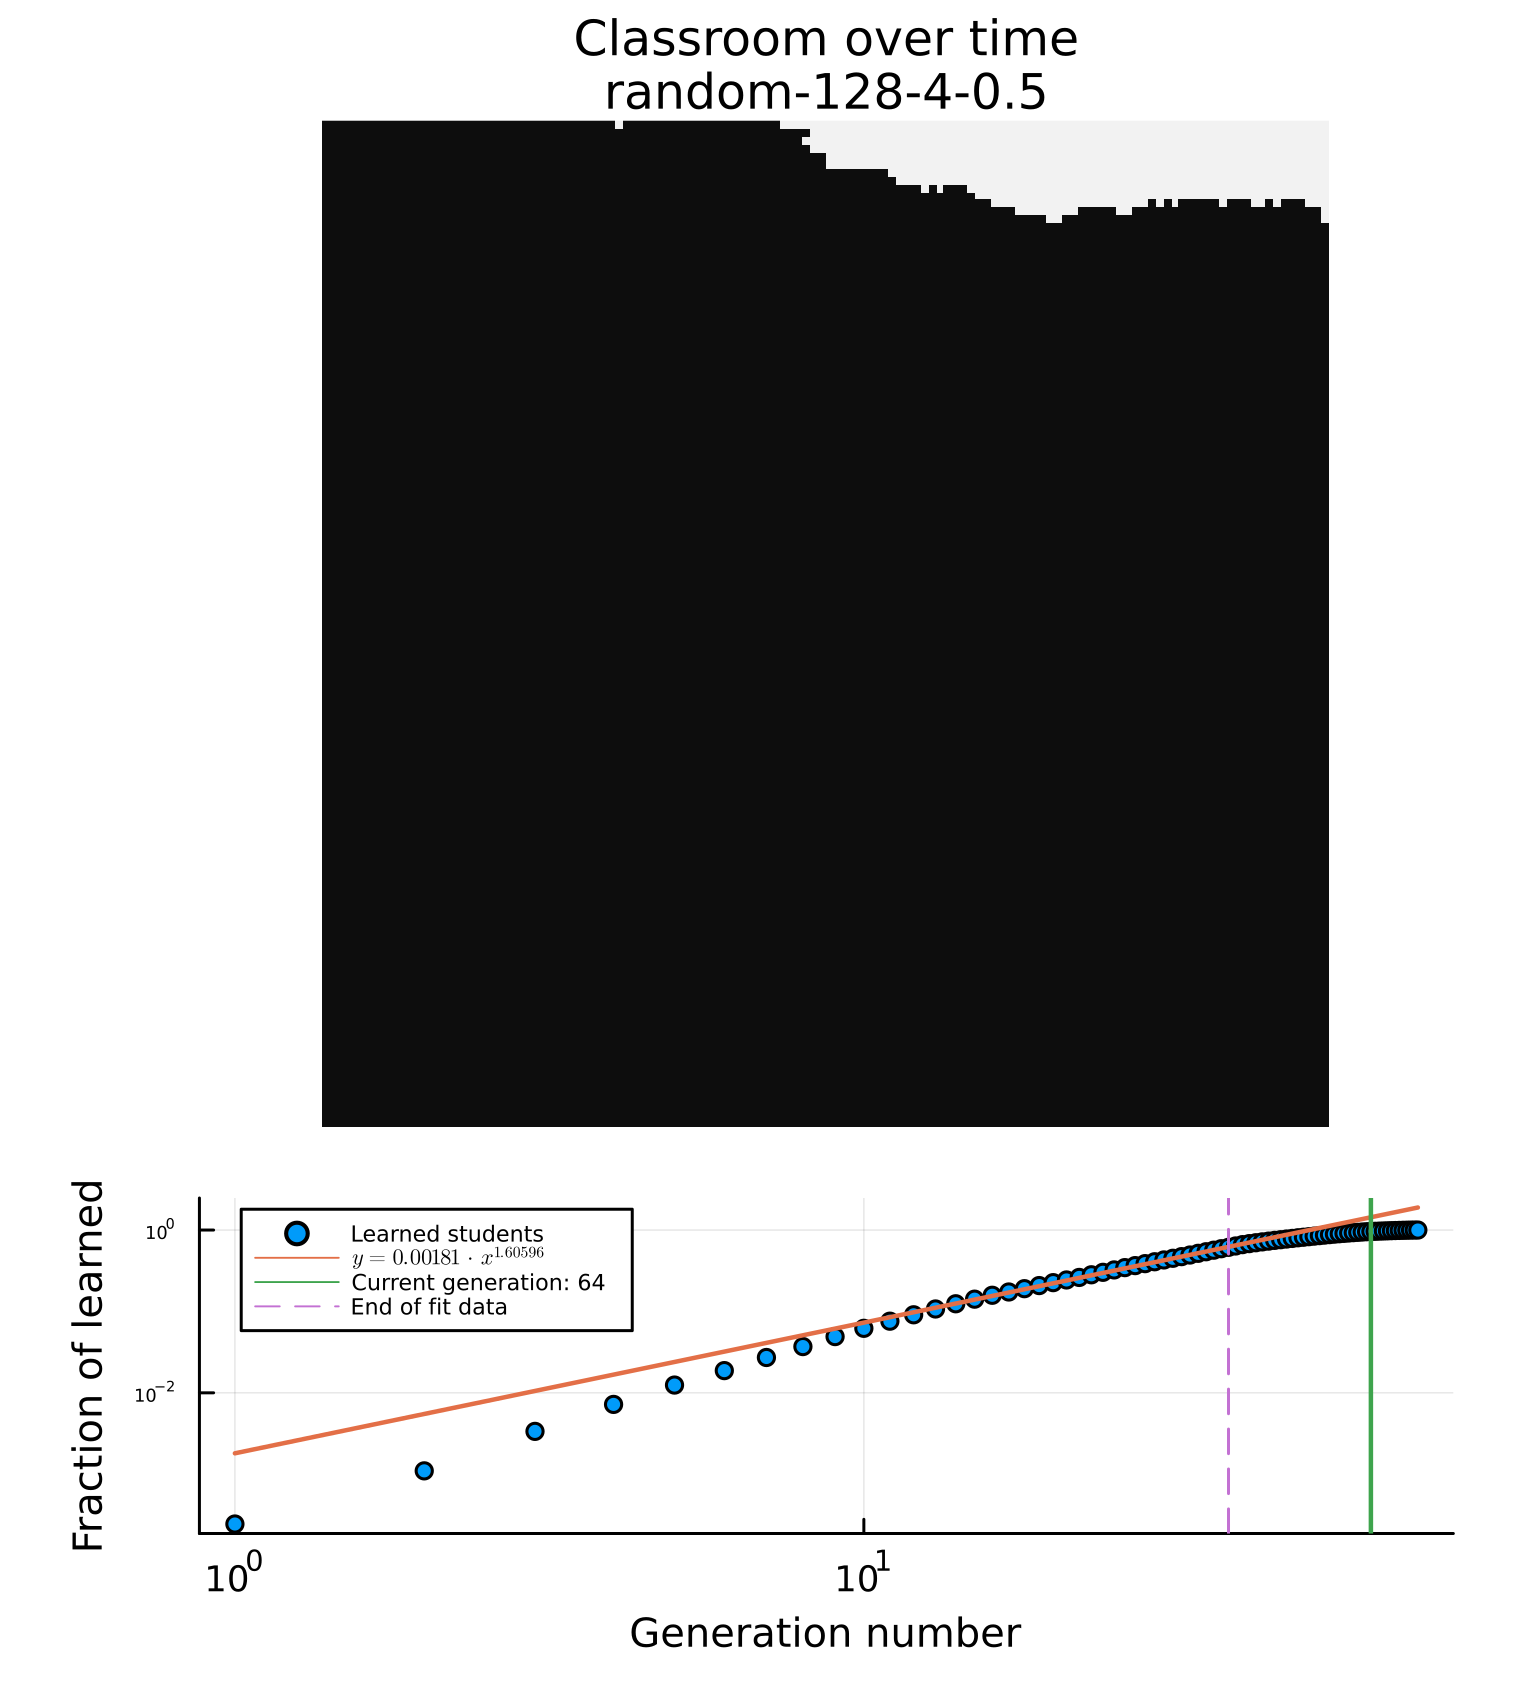 Classroom over time
random-128-4-0.5
Fraction of learned
10^0
10^-2
Learned students
y = 0.00181 · x^1.60596
Current generation: 64
End of fit data
10^0
10^1
Generation number